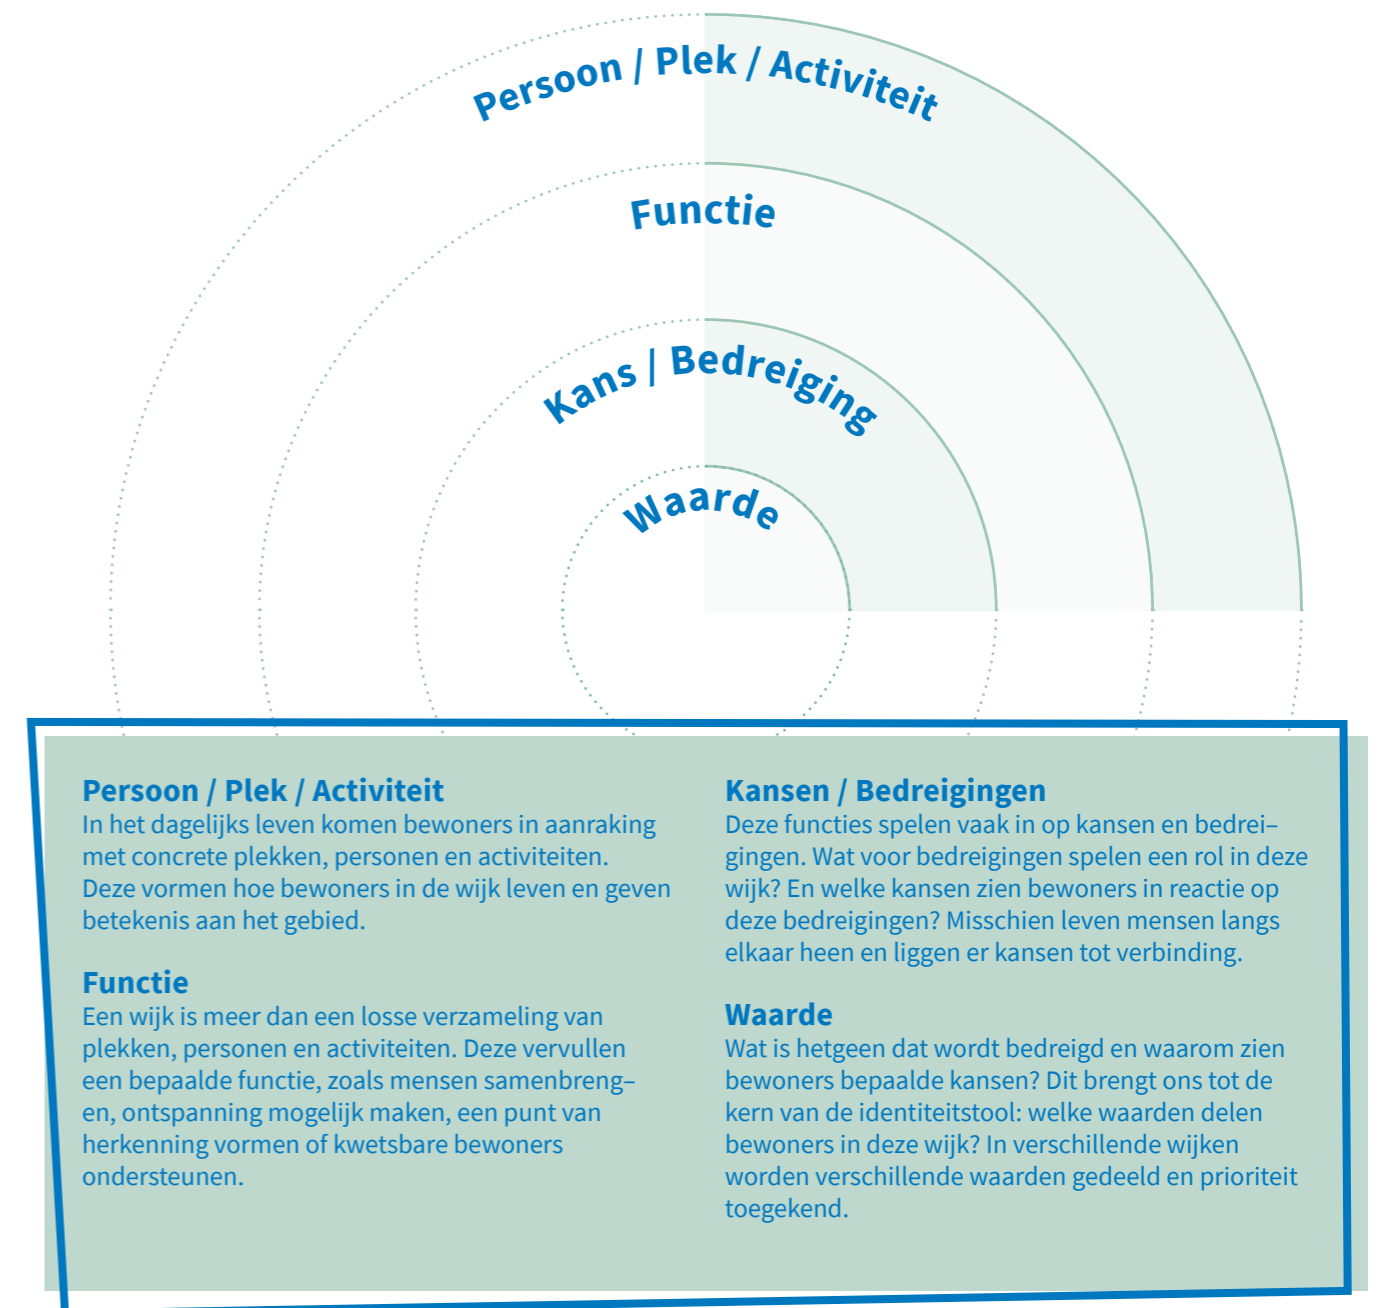 Persoon / Plek / Activiteit
Functie
Kans / Bedreiging
Waarde
Persoon / Plek / Activiteit
In het dagelijks leven komen bewoners in aanraking
met concrete plekken, personen en activiteiten.
Deze vormen hoe bewoners in de wijk leven en geven
betekenis aan het gebied.
Functie
Een wijk is meer dan een losse verzameling van
plekken, personen en activiteiten. Deze vervullen
een bepaalde functie, zoals mensen samenbreng–
en, ontspanning mogelijk maken, een punt van
herkenning vormen of kwetsbare bewoners
ondersteunen.
Kansen / Bedreigingen
Deze functies spelen vaak in op kansen en bedrei–
gingen. Wat voor bedreigingen spelen een rol in deze
wijk? En welke kansen zien bewoners in reactie op
deze bedreigingen? Misschien leven mensen langs
elkaar heen en liggen er kansen tot verbinding.
Waarde
Wat is hetgeen dat wordt bedreigd en waarom zien
bewoners bepaalde kansen? Dit brengt ons tot de
kern van de identiteitstool: welke waarden delen
bewoners in deze wijk? In verschillende wijken
worden verschillende waarden gedeeld en prioriteit
toegekend.